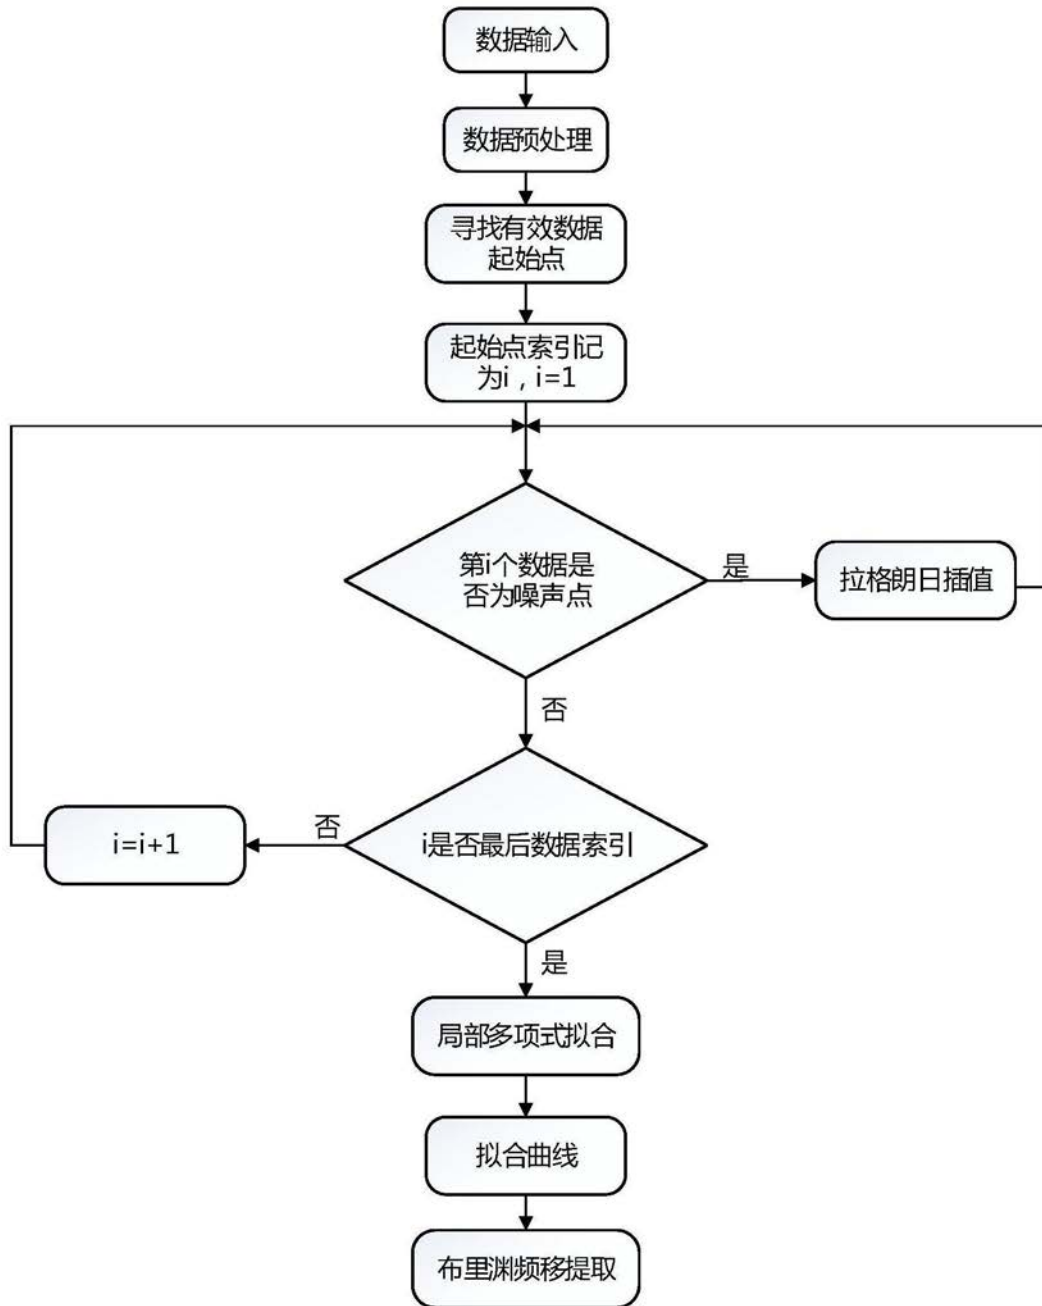 数据输入
数据预处理
寻找有效数据
起始点
起始点索引记
为i，i=1
第i个数据是
否为噪声点
是
拉格朗日插值
否
i是否最后数据索引
否
i=i+1
是
局部多项式拟合
拟合曲线
布里渊频移提取